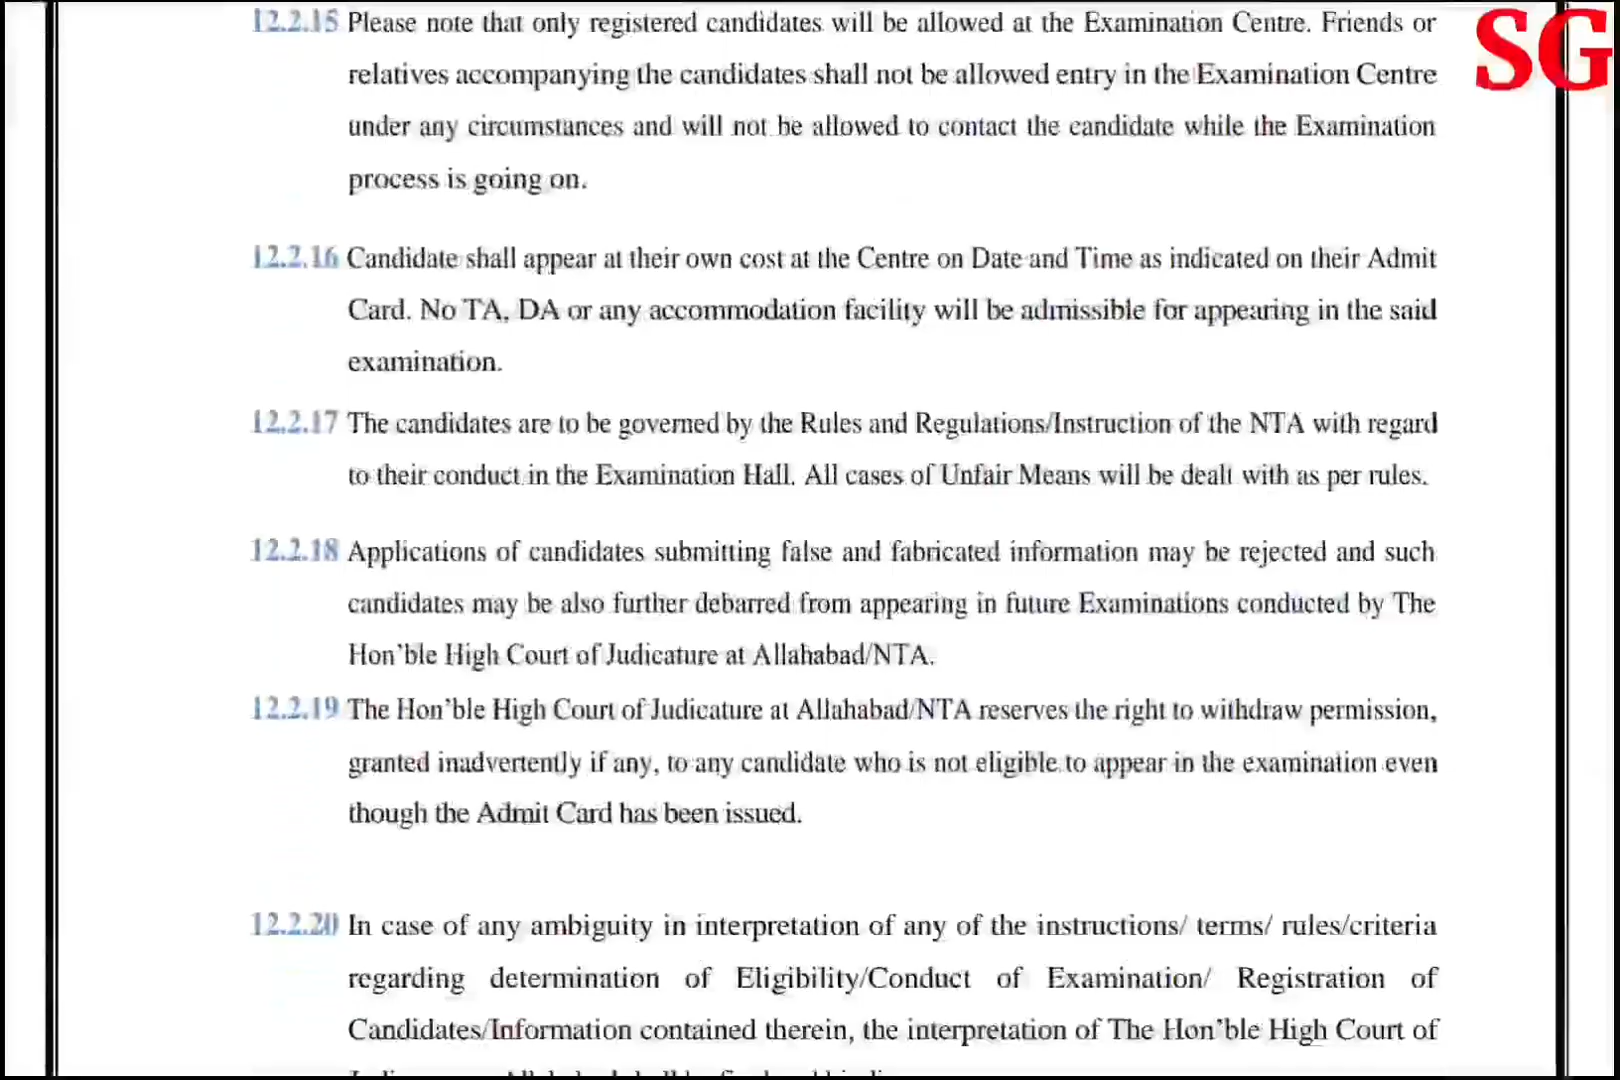 12.2.15 Please note that only registered candidates will be allowed at the Examination Centre. Friends or
relatives accompanying the candidates shall not be allowed entry in the Examination Centre
under any circumstances and will not be allowed to contact the candidate while the Examination
process is going on.
SG
12.2.16 Candidate shall appear at their own cost at the Centre on Date and Time as indicated on their Admit
Card. No TA, DA or any accommodation facility will be admissible for appearing in the said
examination.
12.2.17 The candidates are to be governed by the Rules and Regulations/Instruction of the NTA with regard
to their conduct in the Examination Hall. All cases of Unfair Means will be dealt with as per rules.
12.2.18 Applications of candidates submitting false and fabricated information may be rejected and such
candidates may be also further debarred from appearing in future Examinations conducted by The
Hon'ble High Court of Judicature at Allahabad/NTA.
12.2.19 The Hon'ble High Court of Judicature at Allahabad/NTA reserves the right to withdraw permission,
granted inadvertently if any, to any candidate who is not eligible to appear in the examination even
though the Admit Card has been issued.
12.2.20 In case of any ambiguity in interpretation of any of the instructions/ terms/ rules/criteria
regarding determination of Eligibility/Conduct of Examination/ Registration of
Candidates/Information contained therein, the interpretation of The Hon'ble High Court of